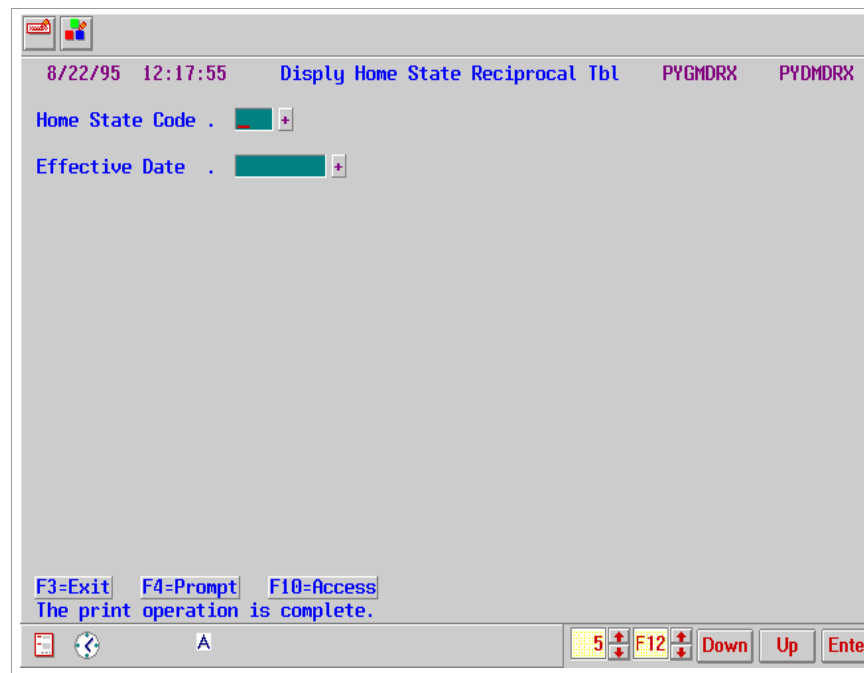 8/22/95 12:17:55 Disply Home State Reciprocal Tbl PYGMDRX PYDMDRX
Home State Code . +
Effective Date . +
F3=Exit F4=Prompt F10=Access
The print operation is complete.
A 5 F12 Down Up Ente